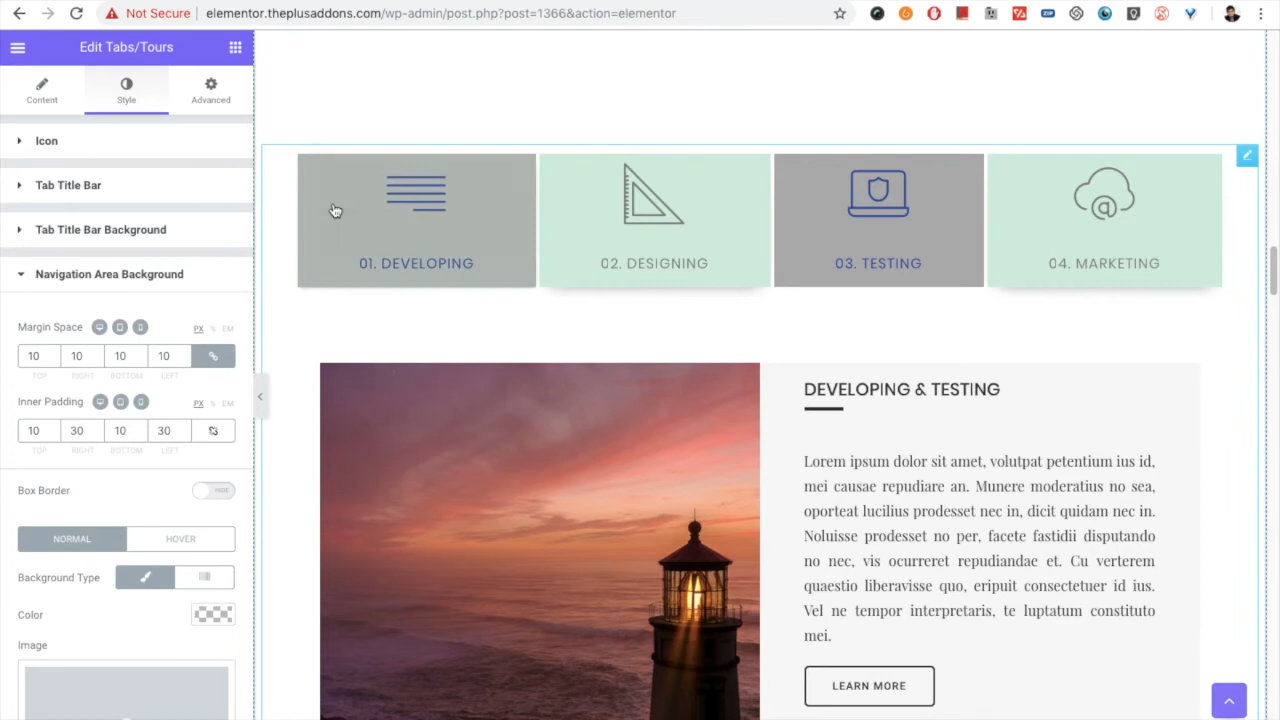 Not Secure
elementor.theplusaddons.com/wp-admin/post.php?post=1366&action=elementor
ZIP
Edit Tabs/Tours
Content
Style
Advanced
Icon
Tab Title Bar
Tab Title Bar Background
Navigation Area Background
Margin Space
PX % EM
10 10 10 10
TOP RIGHT BOTTOM LEFT
Inner Padding
PX % EM
10 30 10 30
TOP RIGHT BOTTOM LEFT
Box Border
HIDE
NORMAL
HOVER
Background Type
Color
Image
01. DEVELOPING
02. DESIGNING
03. TESTING
@
04. MARKETING
DEVELOPING & TESTING
Lorem ipsum dolor sit amet, volutpat petentium ius id,
mei causae repudiare an. Munere moderatius no sea,
oporteat lucilius prodesset nec in, dicit quidam nec in.
Noluisse prodesset no per, facete fastidii disputando
no nec, vis ocurreret repudiandae et. Cu verterem
quaestio liberavisse quo, eripuit consectetuer id ius.
Vel ne tempor interpretaris, te luptatum constituto
mei.
LEARN MORE